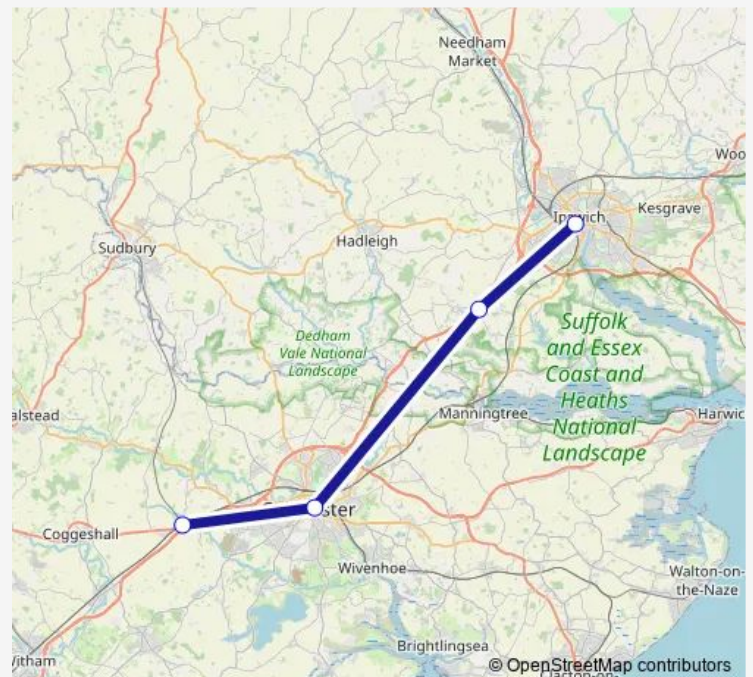 Needham
Market
Woo
Ipswich
Kesgrave
Sudbury
Hadleigh
Suffolk
and Essex
Coast and
Heaths
National
Landscape
Dedham
Vale National
Landscape
alstead
Manningtree
Harwic
ster
Coggeshall
Wivenhoe
Walton-on-
the-Naze
Brightlingsea
itham
© OpenStreetMap contributors